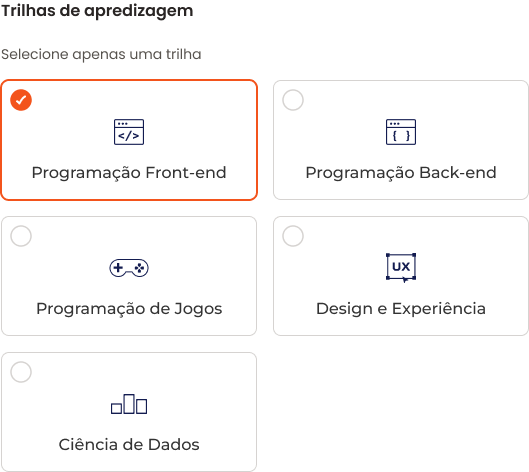 Trilhas de apredizagem
Selecione apenas uma trilha
</>
Programação Front-end
{ }
Programação Back-end
Programação de Jogos
UX
Design e Experiência
Ciência de Dados